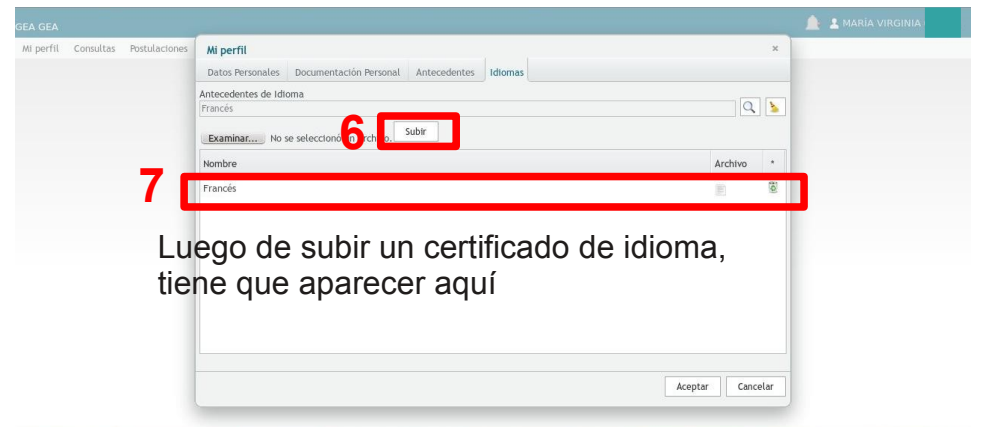 GEA GEA
MARÍA VIRGINIA
Mi perfil Consultas Postulaciones
Mi perfil ×
Datos Personales Documentación Personal Antecedentes Idiomas
Antecedentes de Idioma
Francés
6
Subir
Examinar... No se seleccionó
Nombre Archivo *
7
Francés
Luego de subir un certificado de idioma,
tiene que aparecer aquí
Aceptar Cancelar